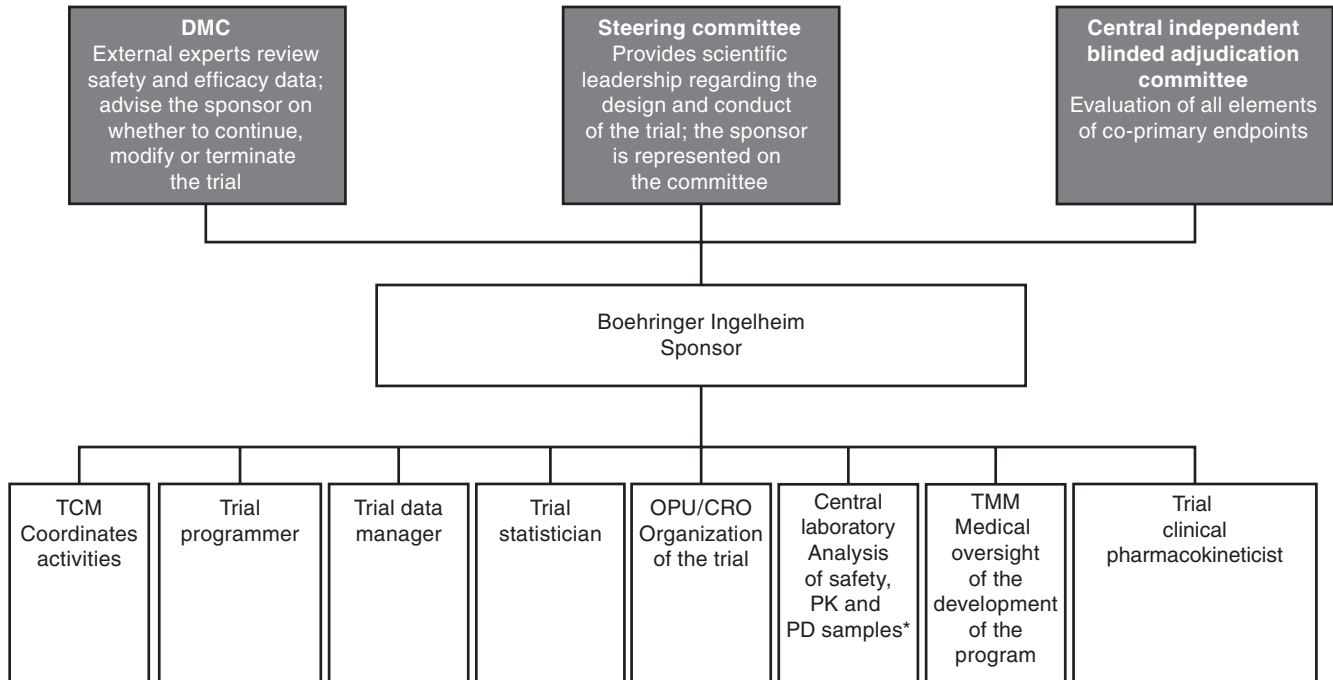 DMC
External experts review
safety and efficacy data;
advise the sponsor on
whether to continue,
modify or terminate
the trial
Steering committee
Provides scientific
leadership regarding the
design and conduct
of the trial; the sponsor
is represented on
the committee
Central independent
blinded adjudication
committee
Evaluation of all elements
of co-primary endpoints
Boehringer Ingelheim
Sponsor
TCM
Coordinates
activities
Trial
programmer
Trial data
manager
Trial
statistician
OPU/CRO
Organization
of the trial
Central
laboratory
Analysis
of safety,
PK and
PD samples*
TMM
Medical
oversight
of the
development
of the
program
Trial
clinical
pharmacokineticist